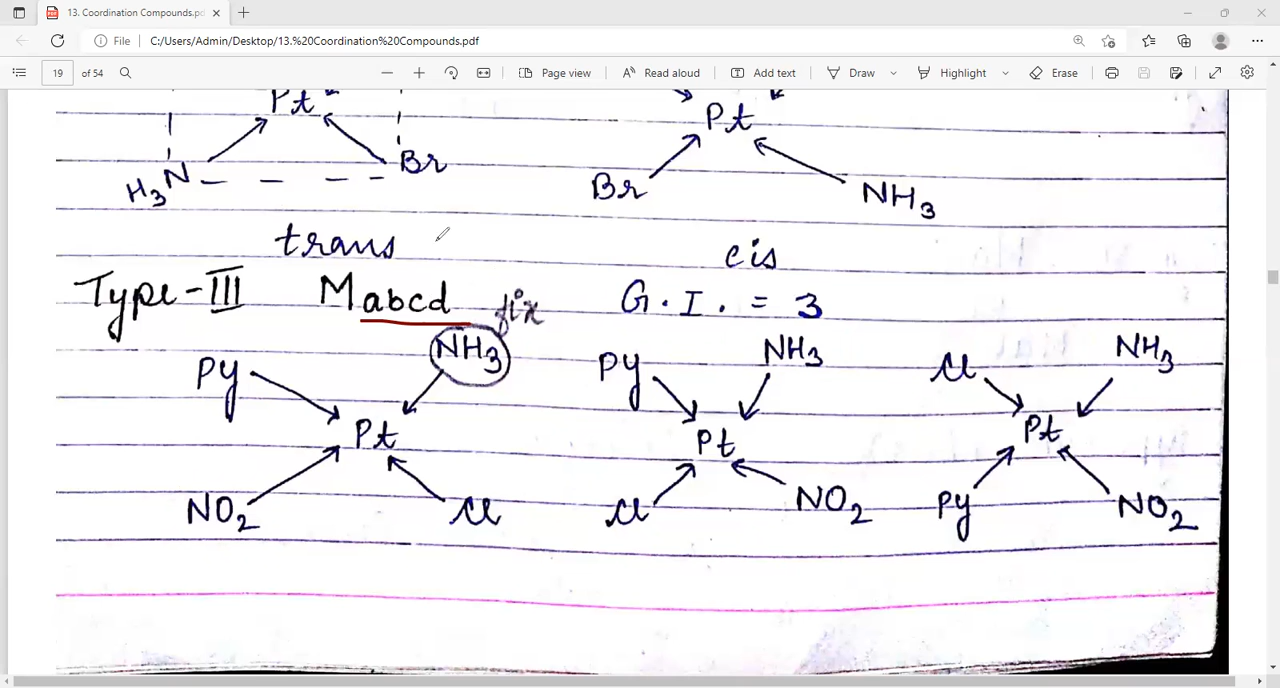 13. Coordination Compounds.pd
File C:/Users/Admin/Desktop/13.%20Coordination%20Compounds.pdf
19 of 54 Page view Read aloud Add text Draw Highlight Erase
Pt Pt
H3N Br Br NH3
trans cis
Type-III Mabcd fix G.I. = 3
Py NH3 Py NH3 Cl NH3
Pt Pt Pt
NO2 Cl Cl NO2 Py NO2